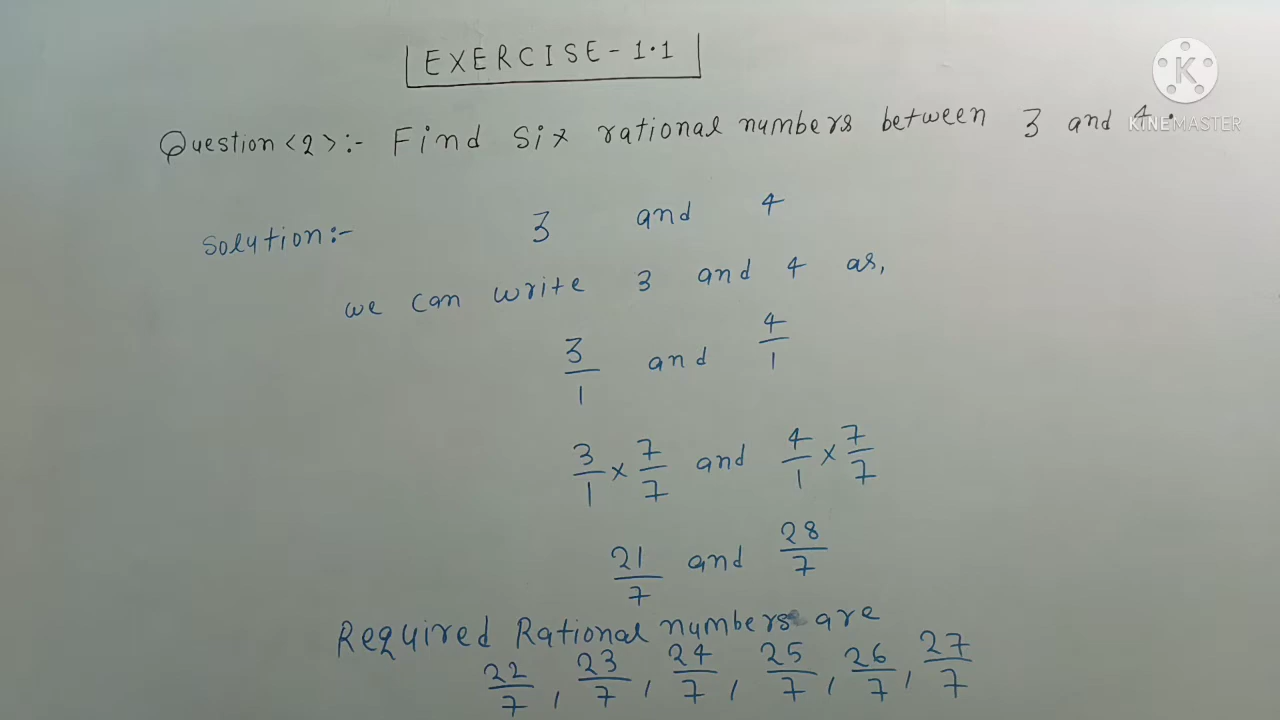 EXERCISE-1.1
Question<2>:- Find Six rational numbers between 3 and 4.
KINEMASTER
Solution:- 3 and 4
we can write 3 and 4 as,
3/1 and 4/1
3/1 × 7/7 and 4/1 × 7/7
21/7 and 28/7
Required Rational numbers are
22/7, 23/7, 24/7, 25/7, 26/7, 27/7